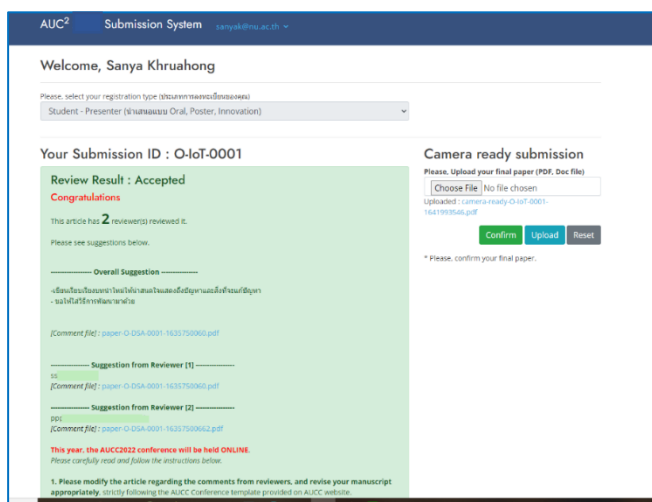 AUC² Submission System sanyak@nu.ac.th
Welcome, Sanya Khruahong
Please, select your registration type (ประเภทการลงทะเบียนของคุณ)
Student - Presenter (นำเสนอแบบ Oral, Poster, Innovation)
Your Submission ID : O-IoT-0001
Review Result : Accepted
Congratulations
This article has 2 reviewer(s) reviewed it.
Please see suggestions below.
---------------- Overall Suggestion ----------------
-เขียนเรียบเรียงบทนำใหม่ให้น่าสนใจแสดงถึงปัญหาและสิ่งที่จะแก้ปัญหา
- ขอให้ใส่วิธีการพัฒนามาด้วย
[Comment file] : paper-O-DSA-0001-1635750060.pdf
---------------- Suggestion from Reviewer [1] ----------------
ss
[Comment file] : paper-O-DSA-0001-1635750060.pdf
---------------- Suggestion from Reviewer [2] ----------------
[Comment file] : paper-O-DSA-0001-16357500662.pdf
This year, the AUCC2022 conference will be held ONLINE.
Please carefully read and follow the instructions below.
1. Please modify the article regarding the comments from reviewers, and revise your manuscript
appropriately, strictly following the AUCC Conference template provided on AUCC website.
Camera ready submission
Please, Upload your final paper (PDF, Doc file)
Choose File No file chosen
Uploaded : camera-ready-O-IoT-0001-
1641993546.pdf
Confirm Upload Reset
* Please, confirm your final paper.